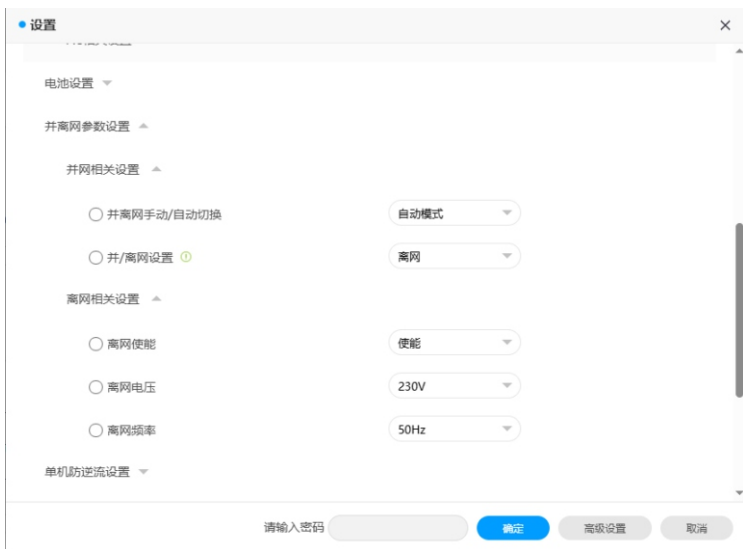 设置
电池设置
并离网参数设置
并网相关设置
并离网手动/自动切换 自动模式
并/离网设置 离网
离网相关设置
离网使能 使能
离网电压 230V
离网频率 50Hz
单机防逆流设置
请输入密码 确定 高级设置 取消